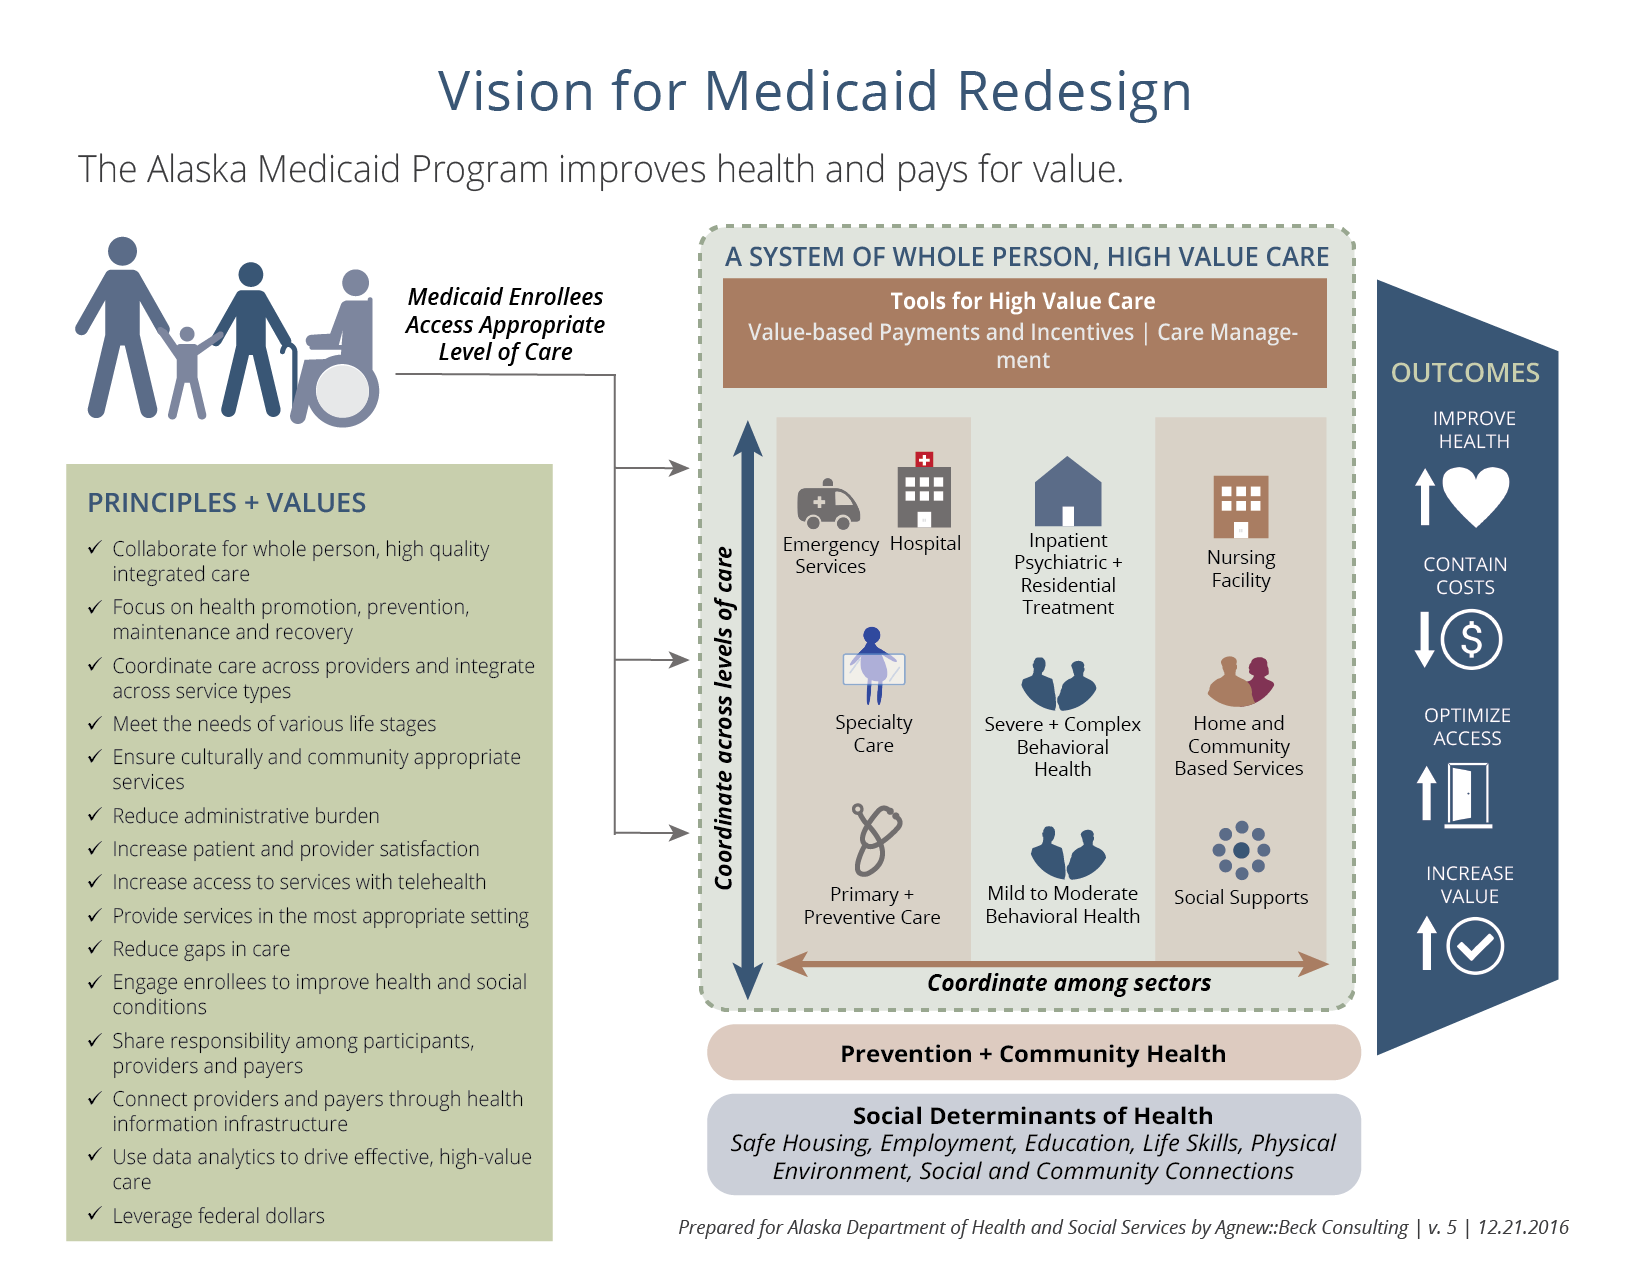 Vision for Medicaid Redesign
The Alaska Medicaid Program improves health and pays for value.
Medicaid Enrollees
Access Appropriate
Level of Care
PRINCIPLES + VALUES
✓ Collaborate for whole person, high quality
integrated care
✓ Focus on health promotion, prevention,
maintenance and recovery
✓ Coordinate care across providers and integrate
across service types
✓ Meet the needs of various life stages
✓ Ensure culturally and community appropriate
services
✓ Reduce administrative burden
✓ Increase patient and provider satisfaction
✓ Increase access to services with telehealth
✓ Provide services in the most appropriate setting
✓ Reduce gaps in care
✓ Engage enrollees to improve health and social
conditions
✓ Share responsibility among participants,
providers and payers
✓ Connect providers and payers through health
information infrastructure
✓ Use data analytics to drive effective, high-value
care
✓ Leverage federal dollars
A SYSTEM OF WHOLE PERSON, HIGH VALUE CARE
Tools for High Value Care
Value-based Payments and Incentives | Care Manage-
ment
Coordinate across levels of care
Emergency
Services
Hospital
Inpatient
Psychiatric +
Residential
Treatment
Nursing
Facility
Specialty
Care
Severe + Complex
Behavioral
Health
Home and
Community
Based Services
Primary +
Preventive Care
Mild to Moderate
Behavioral Health
Social Supports
Coordinate among sectors
Prevention + Community Health
Social Determinants of Health
Safe Housing, Employment, Education, Life Skills, Physical
Environment, Social and Community Connections
OUTCOMES
IMPROVE
HEALTH
CONTAIN
COSTS
$
OPTIMIZE
ACCESS
INCREASE
VALUE
Prepared for Alaska Department of Health and Social Services by Agnew::Beck Consulting | v. 5 | 12.21.2016